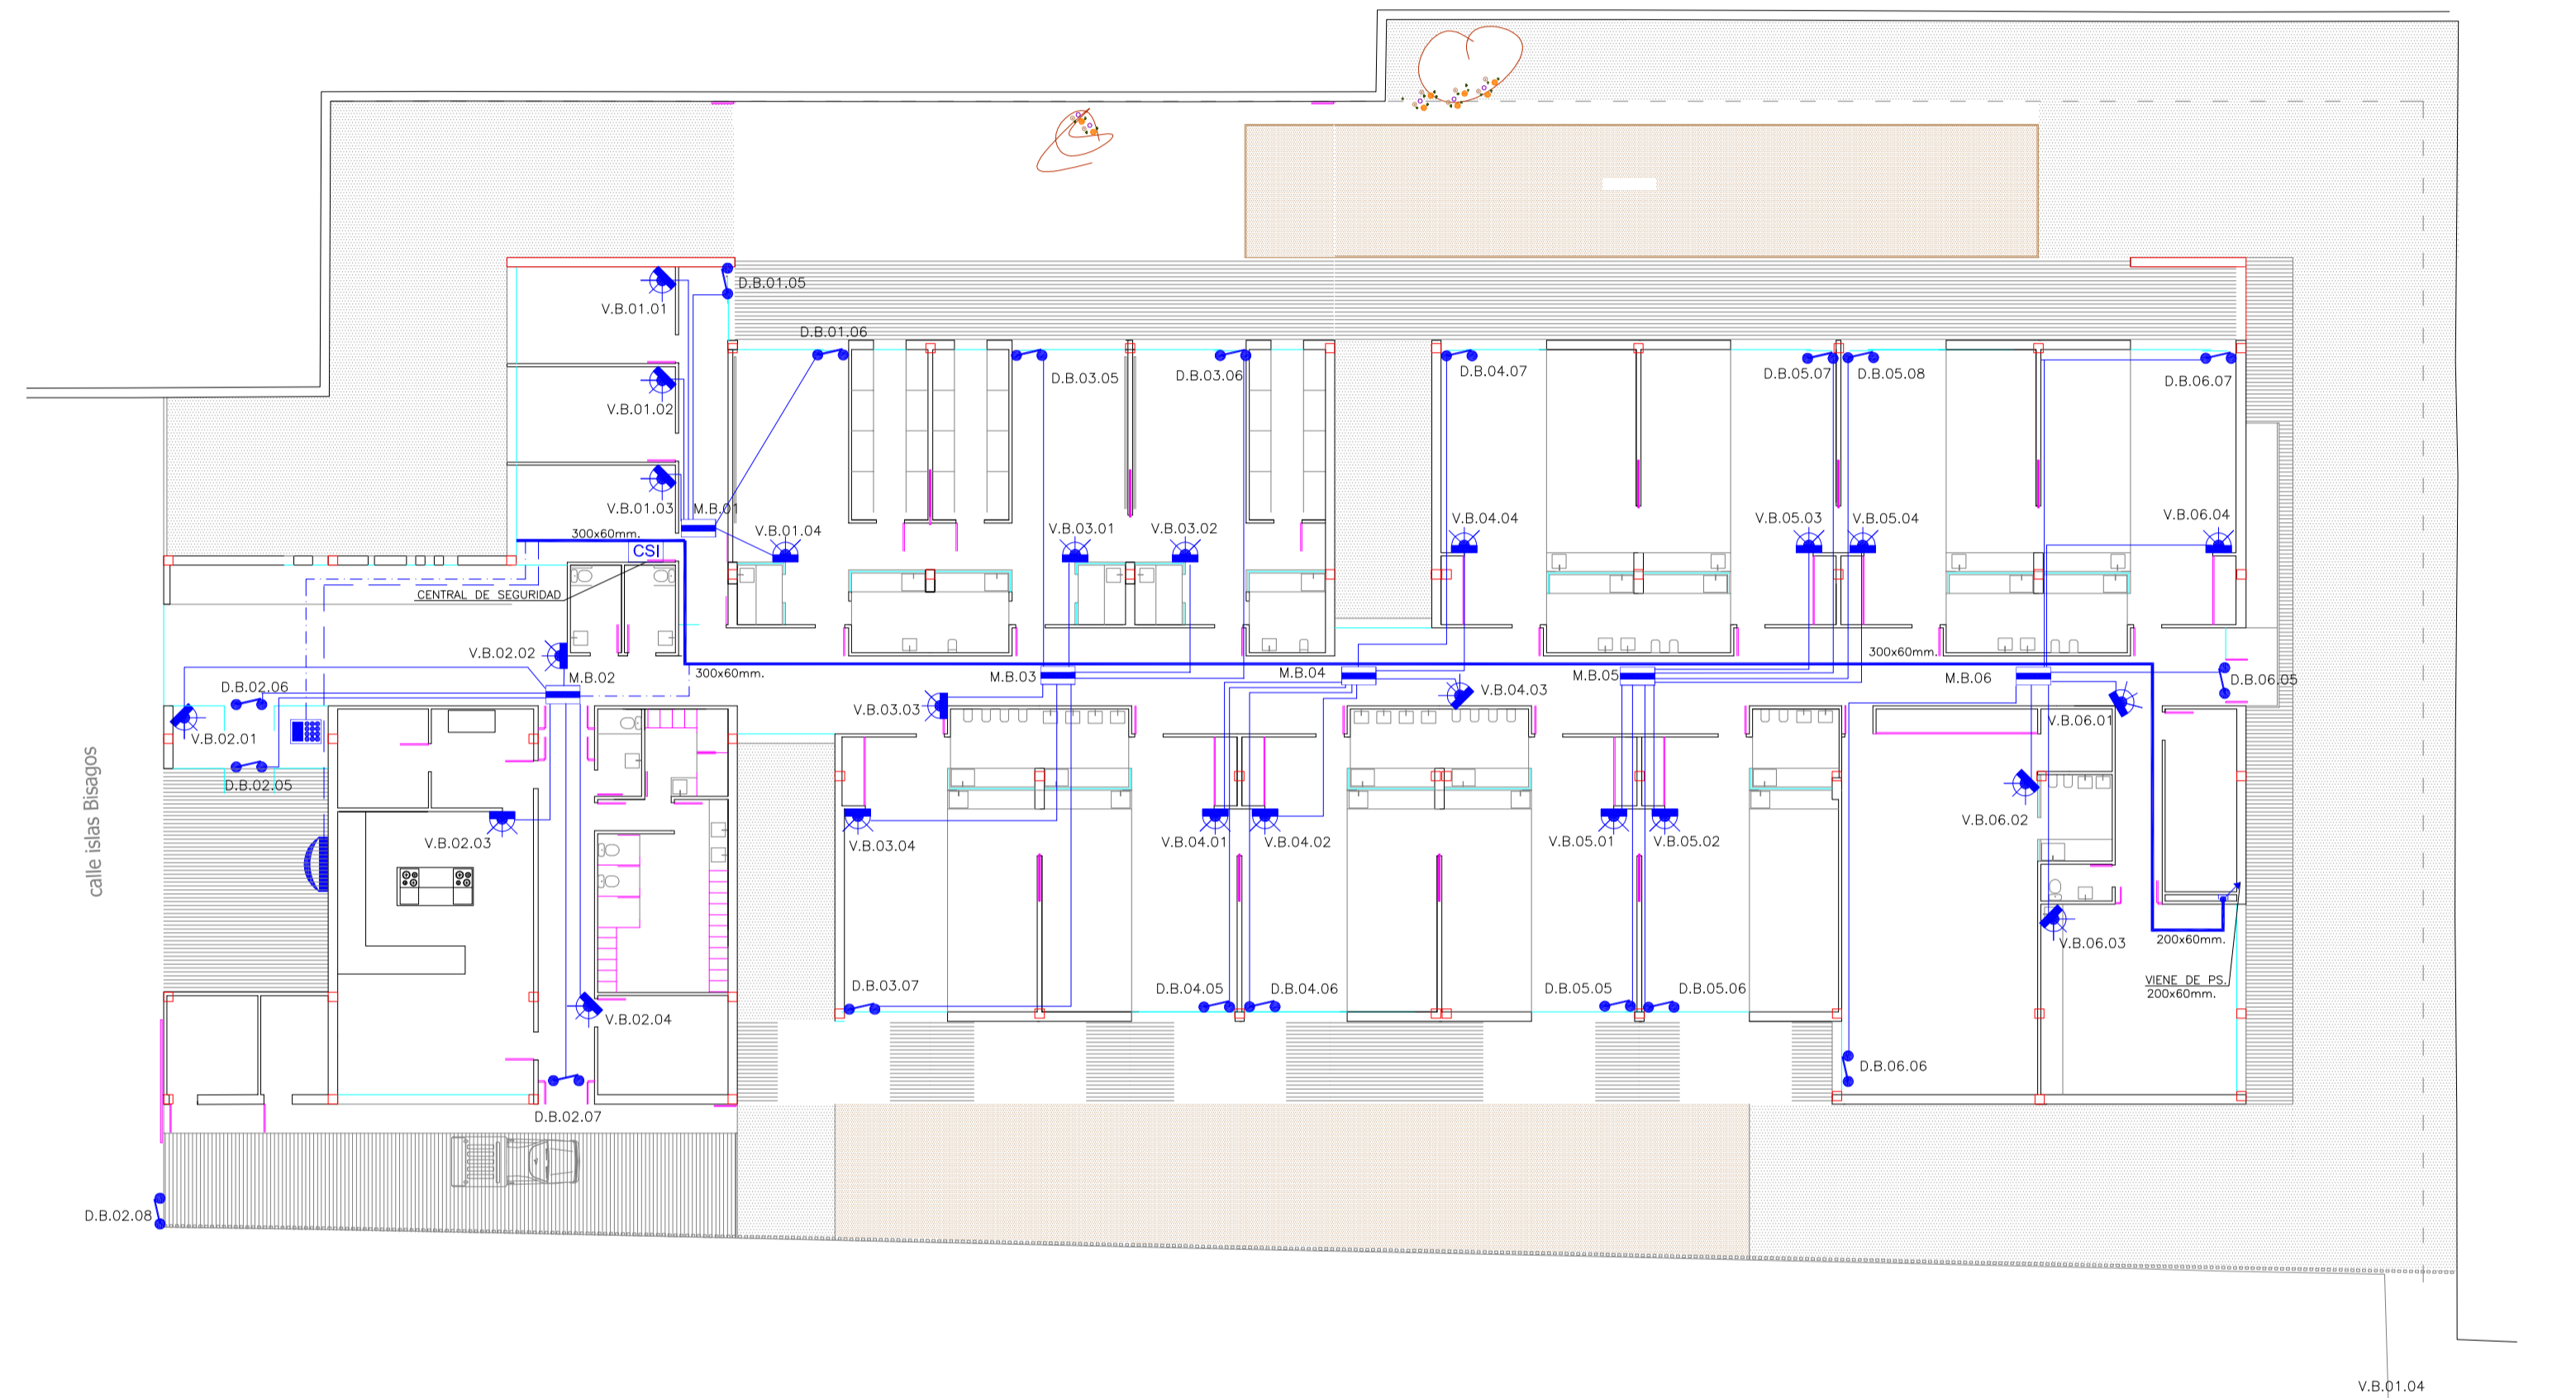 D.B.01.05
V.B.01.01
D.B.01.06
D.B.03.05
D.B.03.06
D.B.04.07
D.B.05.07
D.B.05.08
D.B.06.07
V.B.01.02
V.B.01.03
M.B.01
300x60mm.
CSI
V.B.01.04
V.B.03.01
V.B.03.02
V.B.04.04
V.B.05.03
V.B.05.04
V.B.06.04
CENTRAL DE SEGURIDAD
V.B.02.02
M.B.02
300x60mm.
M.B.03
M.B.04
M.B.05
300x60mm.
M.B.06
D.B.06.05
D.B.02.06
V.B.02.01
V.B.03.03
V.B.04.03
V.B.06.01
D.B.02.05
V.B.02.03
V.B.03.04
V.B.04.01
V.B.04.02
V.B.05.01
V.B.05.02
V.B.06.02
calle islas Bisagos
V.B.06.03
200x60mm.
VIENE DE PS.
200x60mm.
D.B.03.07
D.B.04.05
D.B.04.06
D.B.05.05
D.B.05.06
V.B.02.04
D.B.06.06
D.B.02.07
D.B.02.08
V.B.01.04